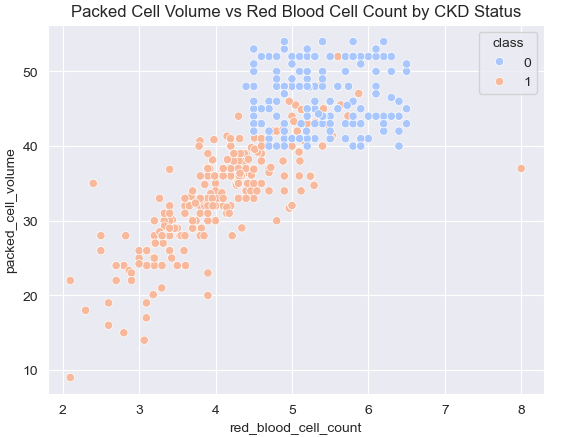 Packed Cell Volume vs Red Blood Cell Count by CKD Status
class
0
1
50
40
30
20
10
packed_cell_volume
2 3 4 5 6 7 8
red_blood_cell_count